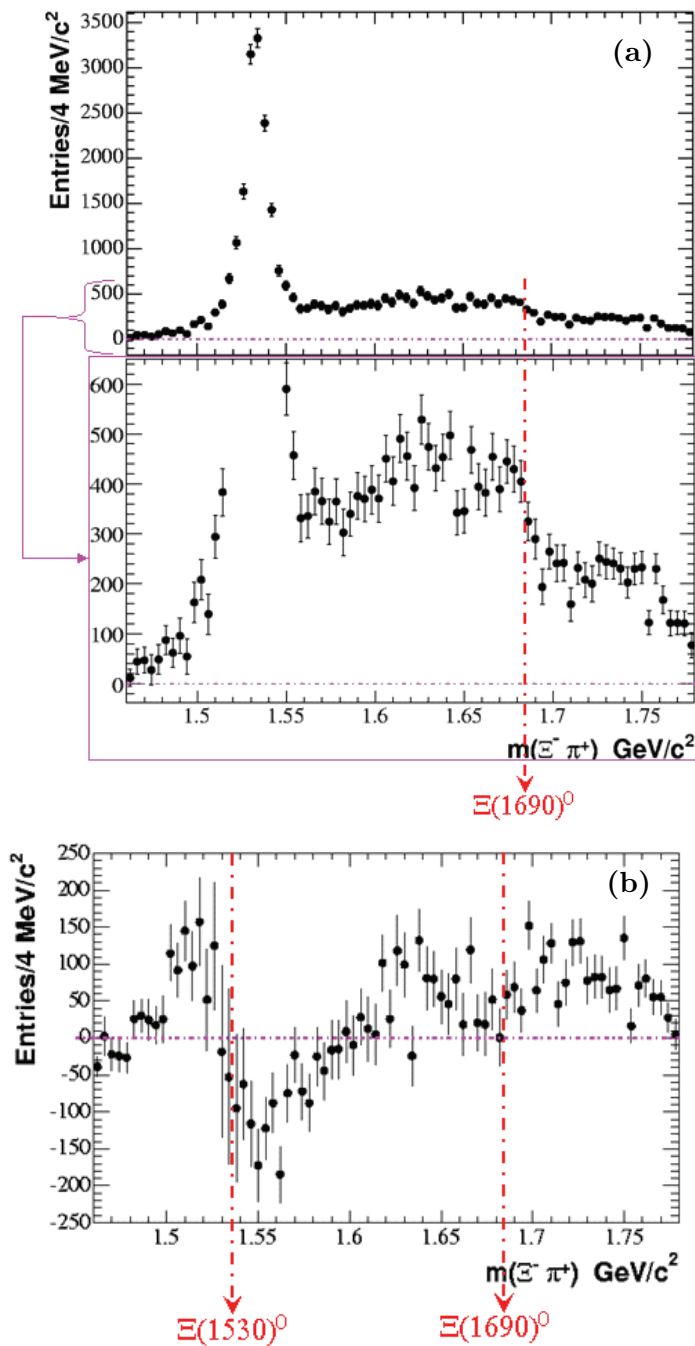 (a)
Entries/4 MeV/c²
3500
3000
2500
2000
1500
1000
500
0
600
500
400
300
200
100
0
1.5 1.55 1.6 1.65 1.7 1.75
m(Ξ⁻ π⁺) GeV/c²
Ξ(1690)⁰
(b)
Entries/4 MeV/c²
250
200
150
100
50
0
-50
-100
-150
-200
-250
1.5 1.55 1.6 1.65 1.7 1.75
m(Ξ⁻ π⁺) GeV/c²
Ξ(1530)⁰ Ξ(1690)⁰